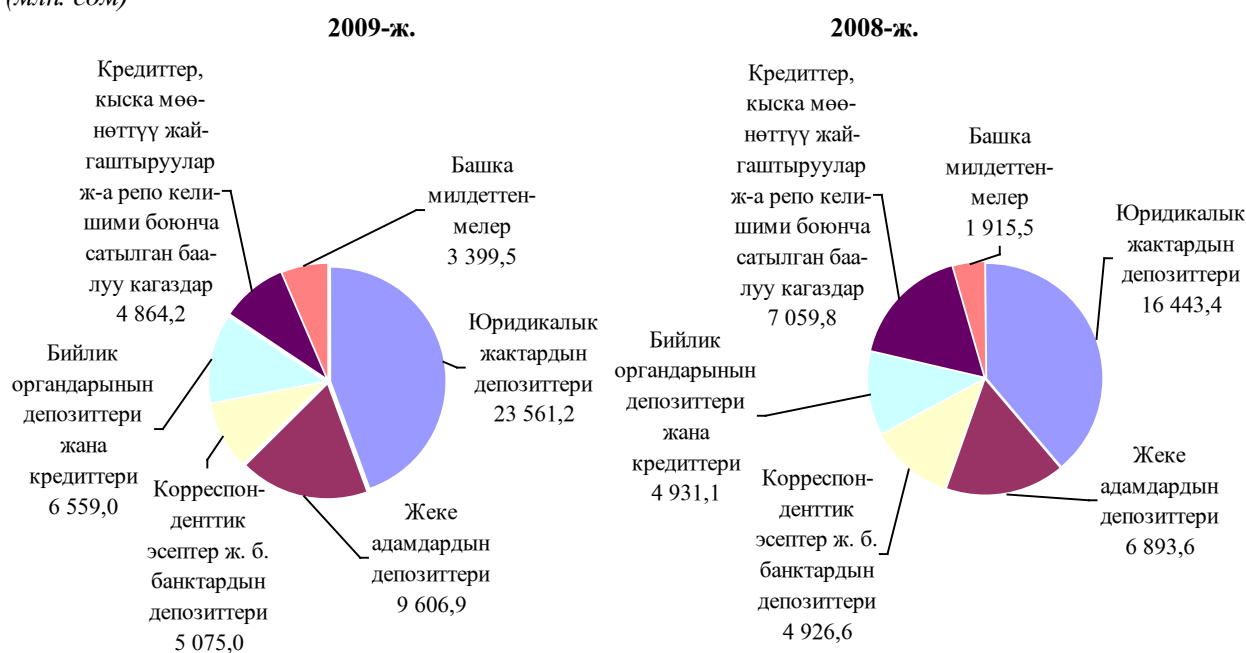 (млн. сом)
2009-ж.
Кредиттер,
кыска мөө-
нөттүү жай-
гаштыруулар
ж-а репо кели-
шими боюнча
сатылган баа-
луу кагаздар
4 864,2
Башка
милдеттен-
мелер
3 399,5
Юридикалык
жактардын
депозиттери
23 561,2
Бийлик
органдарынын
депозиттери
жана
кредиттери
6 559,0
Корреспон-
денттик
эсептер ж. б.
банктардын
депозиттери
5 075,0
Жеке
адамдардын
депозиттери
9 606,9
2008-ж.
Кредиттер,
кыска мөө-
нөттүү жай-
гаштыруулар
ж-а репо кели-
шими боюнча
сатылган баа-
луу кагаздар
7 059,8
Башка
милдеттен-
мелер
1 915,5
Юридикалык
жактардын
депозиттери
16 443,4
Бийлик
органдарынын
депозиттери
жана
кредиттери
4 931,1
Корреспон-
денттик
эсептер ж. б.
банктардын
депозиттери
4 926,6
Жеке
адамдардын
депозиттери
6 893,6